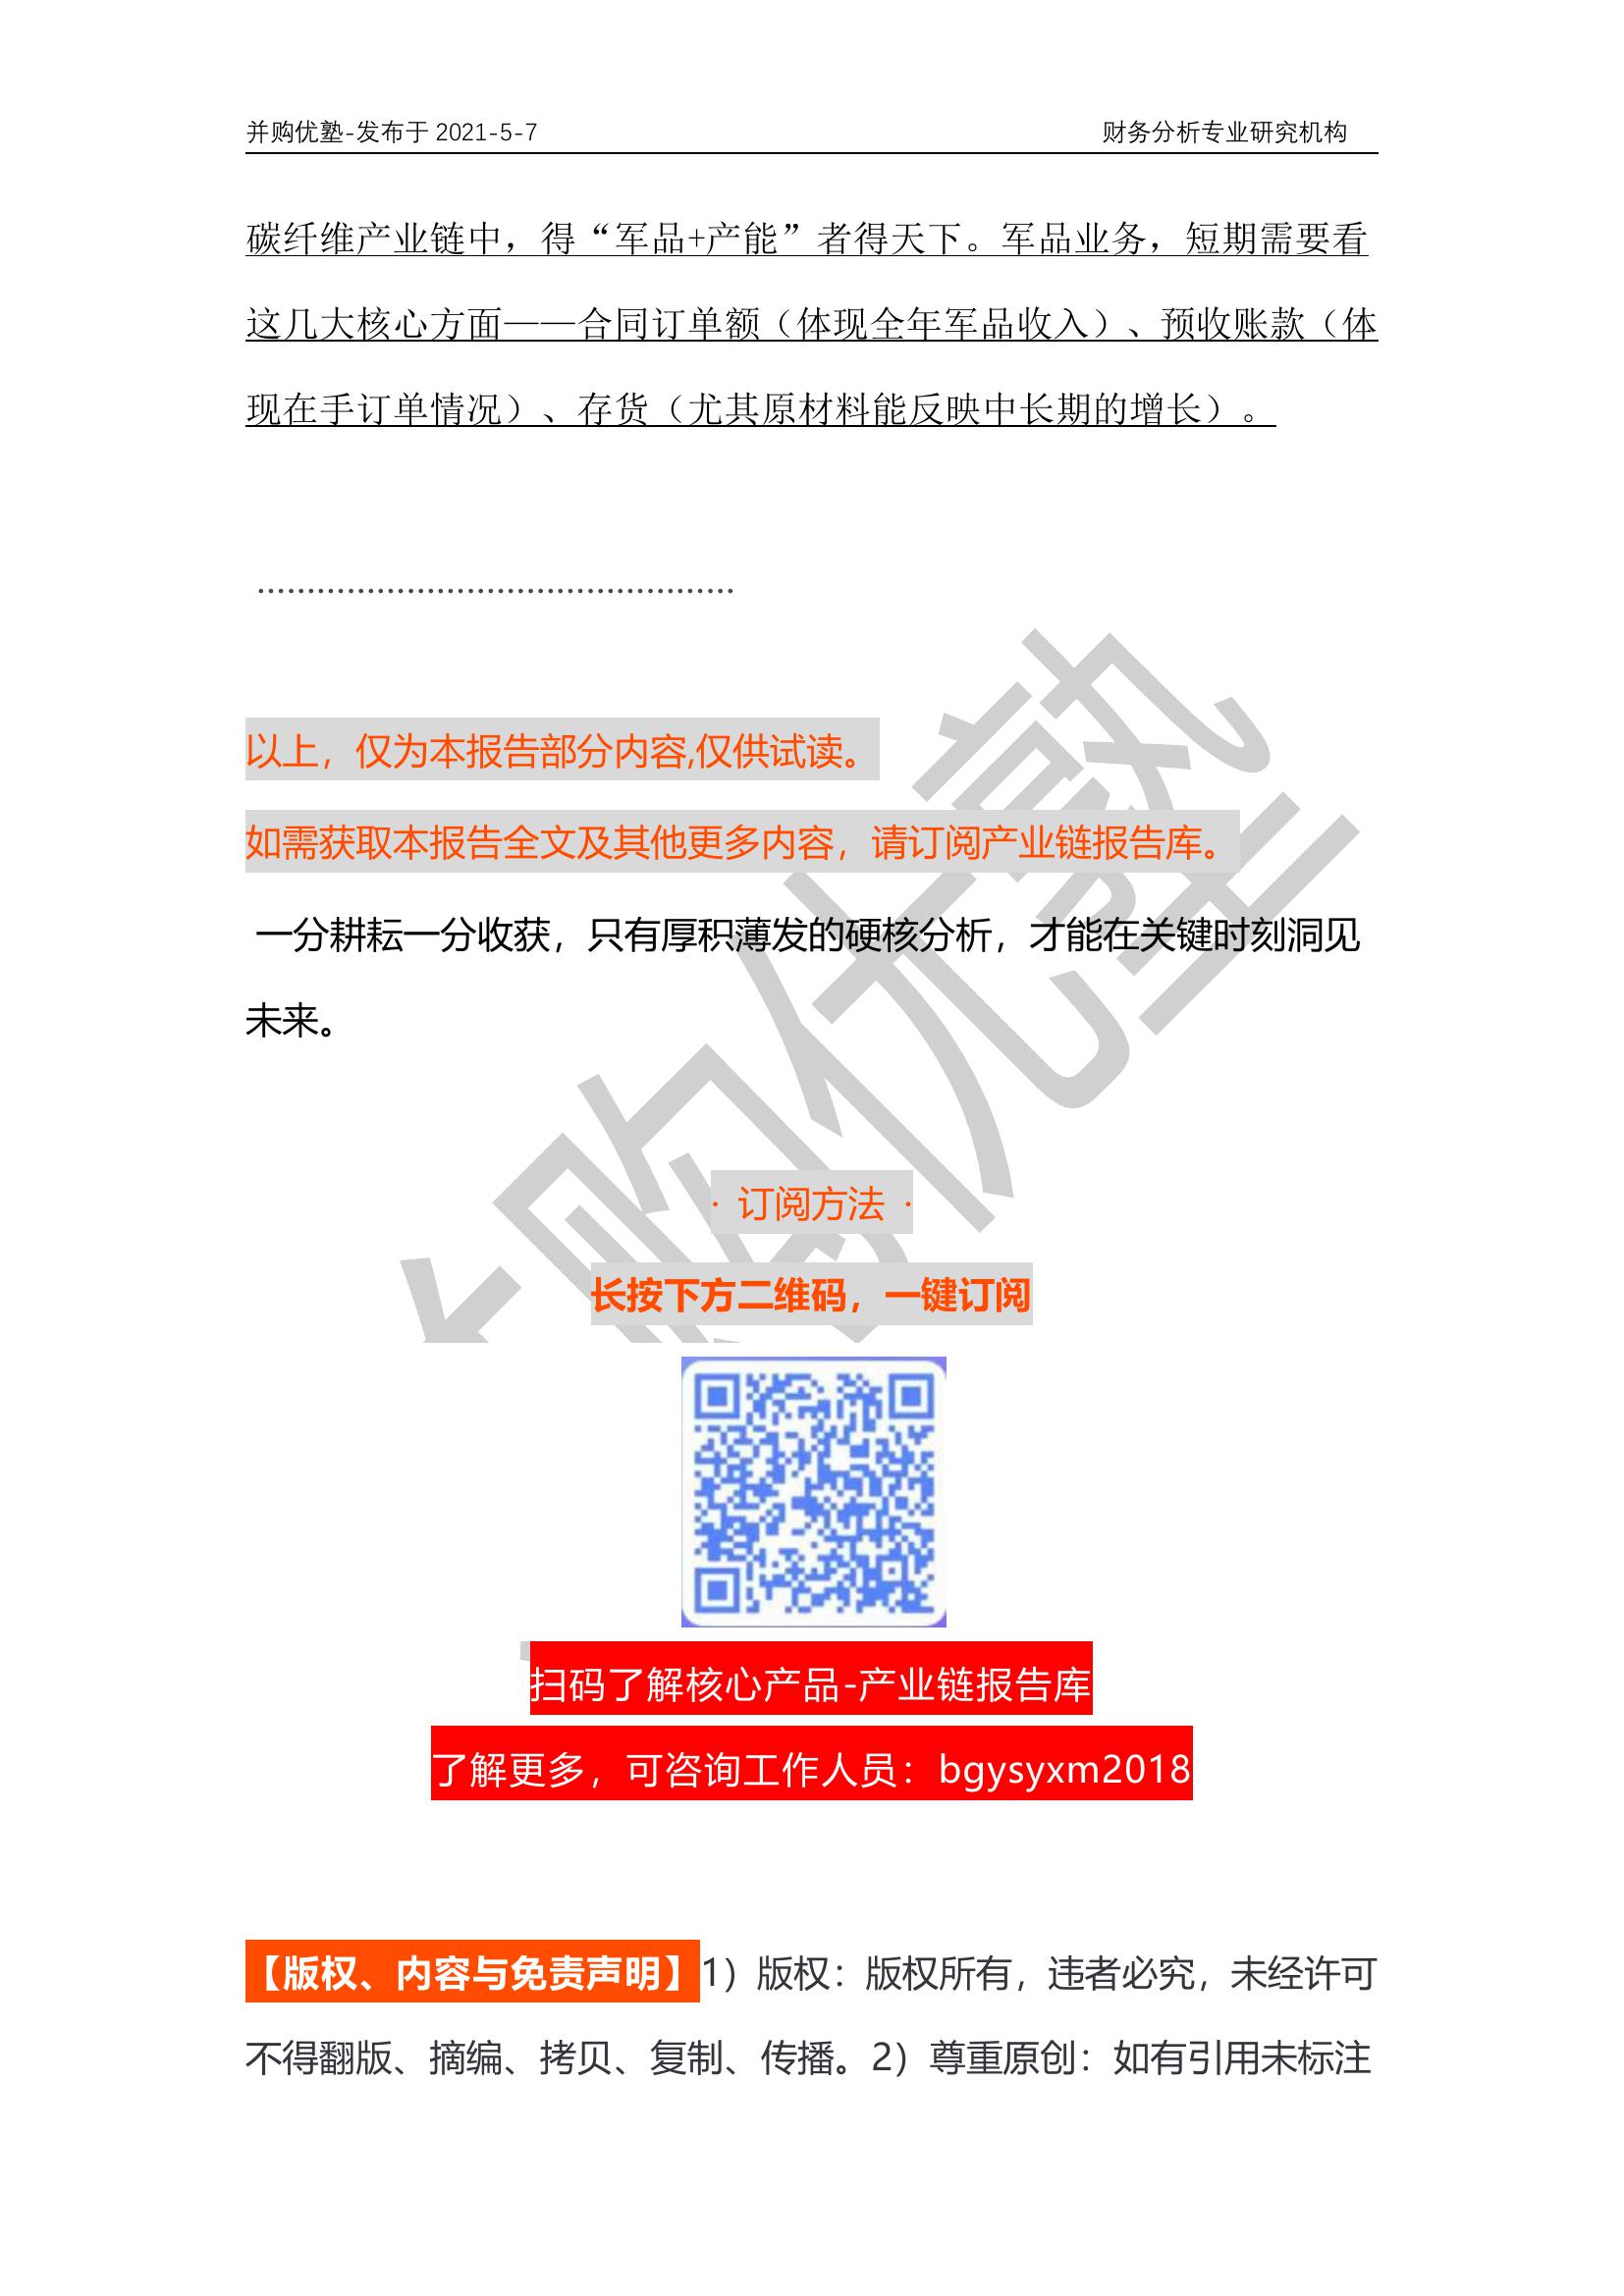 并购优塾-发布于 2021-5-7 财务分析专业研究机构
碳纤维产业链中，得“军品+产能”者得天下。军品业务，短期需要看
这几大核心方面——合同订单额（体现全年军品收入）、预收账款（体
现在手订单情况）、存货（尤其原材料能反映中长期的增长）。
................................................
以上，仅为本报告部分内容,仅供试读。
如需获取本报告全文及其他更多内容，请订阅产业链报告库。
一分耕耘一分收获，只有厚积薄发的硬核分析，才能在关键时刻洞见
未来。
· 订阅方法 ·
长按下方二维码，一键订阅
扫码了解核心产品-产业链报告库
了解更多，可咨询工作人员：bgysyxm2018
【版权、内容与免责声明】1）版权：版权所有，违者必究，未经许可
不得翻版、摘编、拷贝、复制、传播。2）尊重原创：如有引用未标注
购优塾